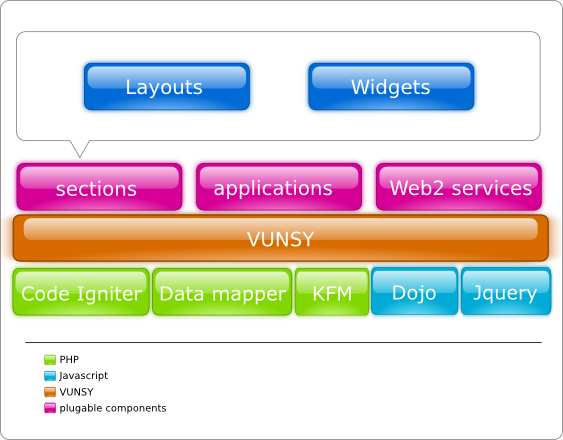 Layouts Widgets
sections applications Web2 services
VUNSY
Code Igniter Data mapper KFM Dojo Jquery
PHP
Javascript
VUNSY
plugable components